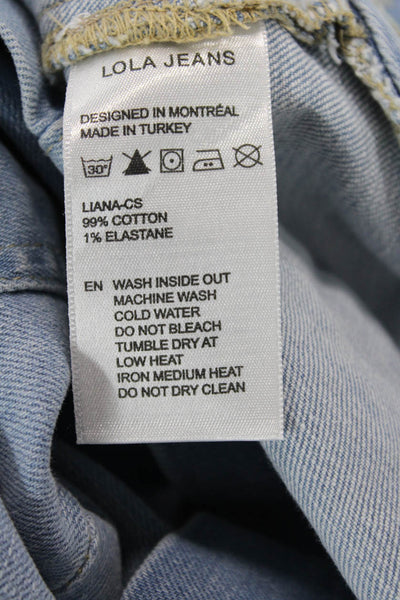 LOLA JEANS
DESIGNED IN MONTRÉAL
MADE IN TURKEY
30°
LIANA-CS
99% COTTON
1% ELASTANE
EN WASH INSIDE OUT
MACHINE WASH
COLD WATER
DO NOT BLEACH
TUMBLE DRY AT
LOW HEAT
IRON MEDIUM HEAT
DO NOT DRY CLEAN